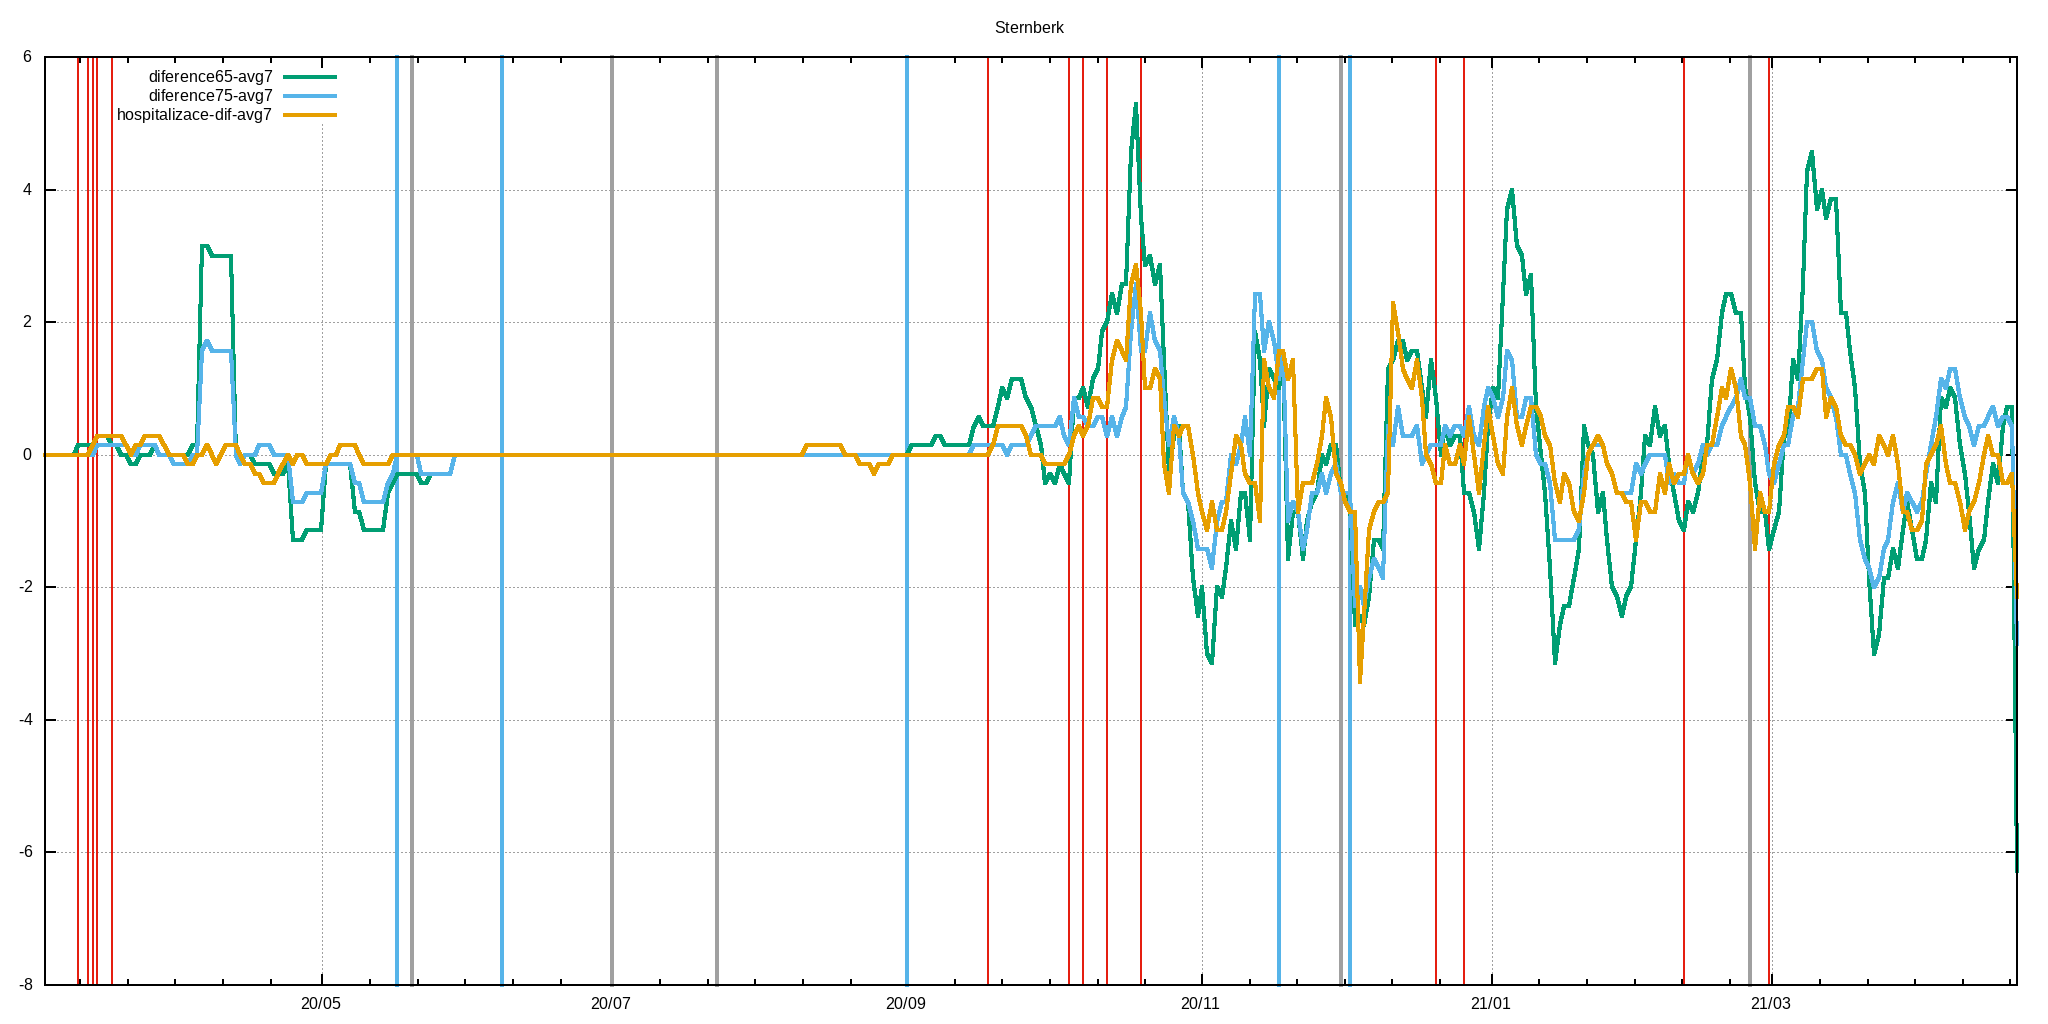 Sternberk
6
diference65-avg7
diference75-avg7
hospitalizace-dif-avg7
4
2
0
-2
-4
-6
-8
20/05 20/07 20/09 20/11 21/01 21/03